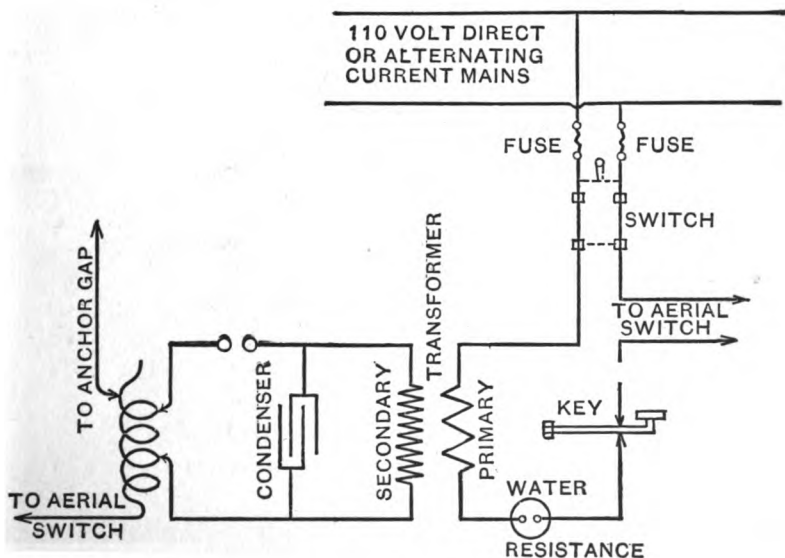 110 VOLT DIRECT
OR ALTERNATING
CURRENT MAINS
FUSE
FUSE
SWITCH
TO AERIAL
SWITCH
TO ANCHOR GAP
TRANSFORMER
CONDENSER
SECONDARY
PRIMARY
KEY
WATER
RESISTANCE
TO AERIAL
SWITCH